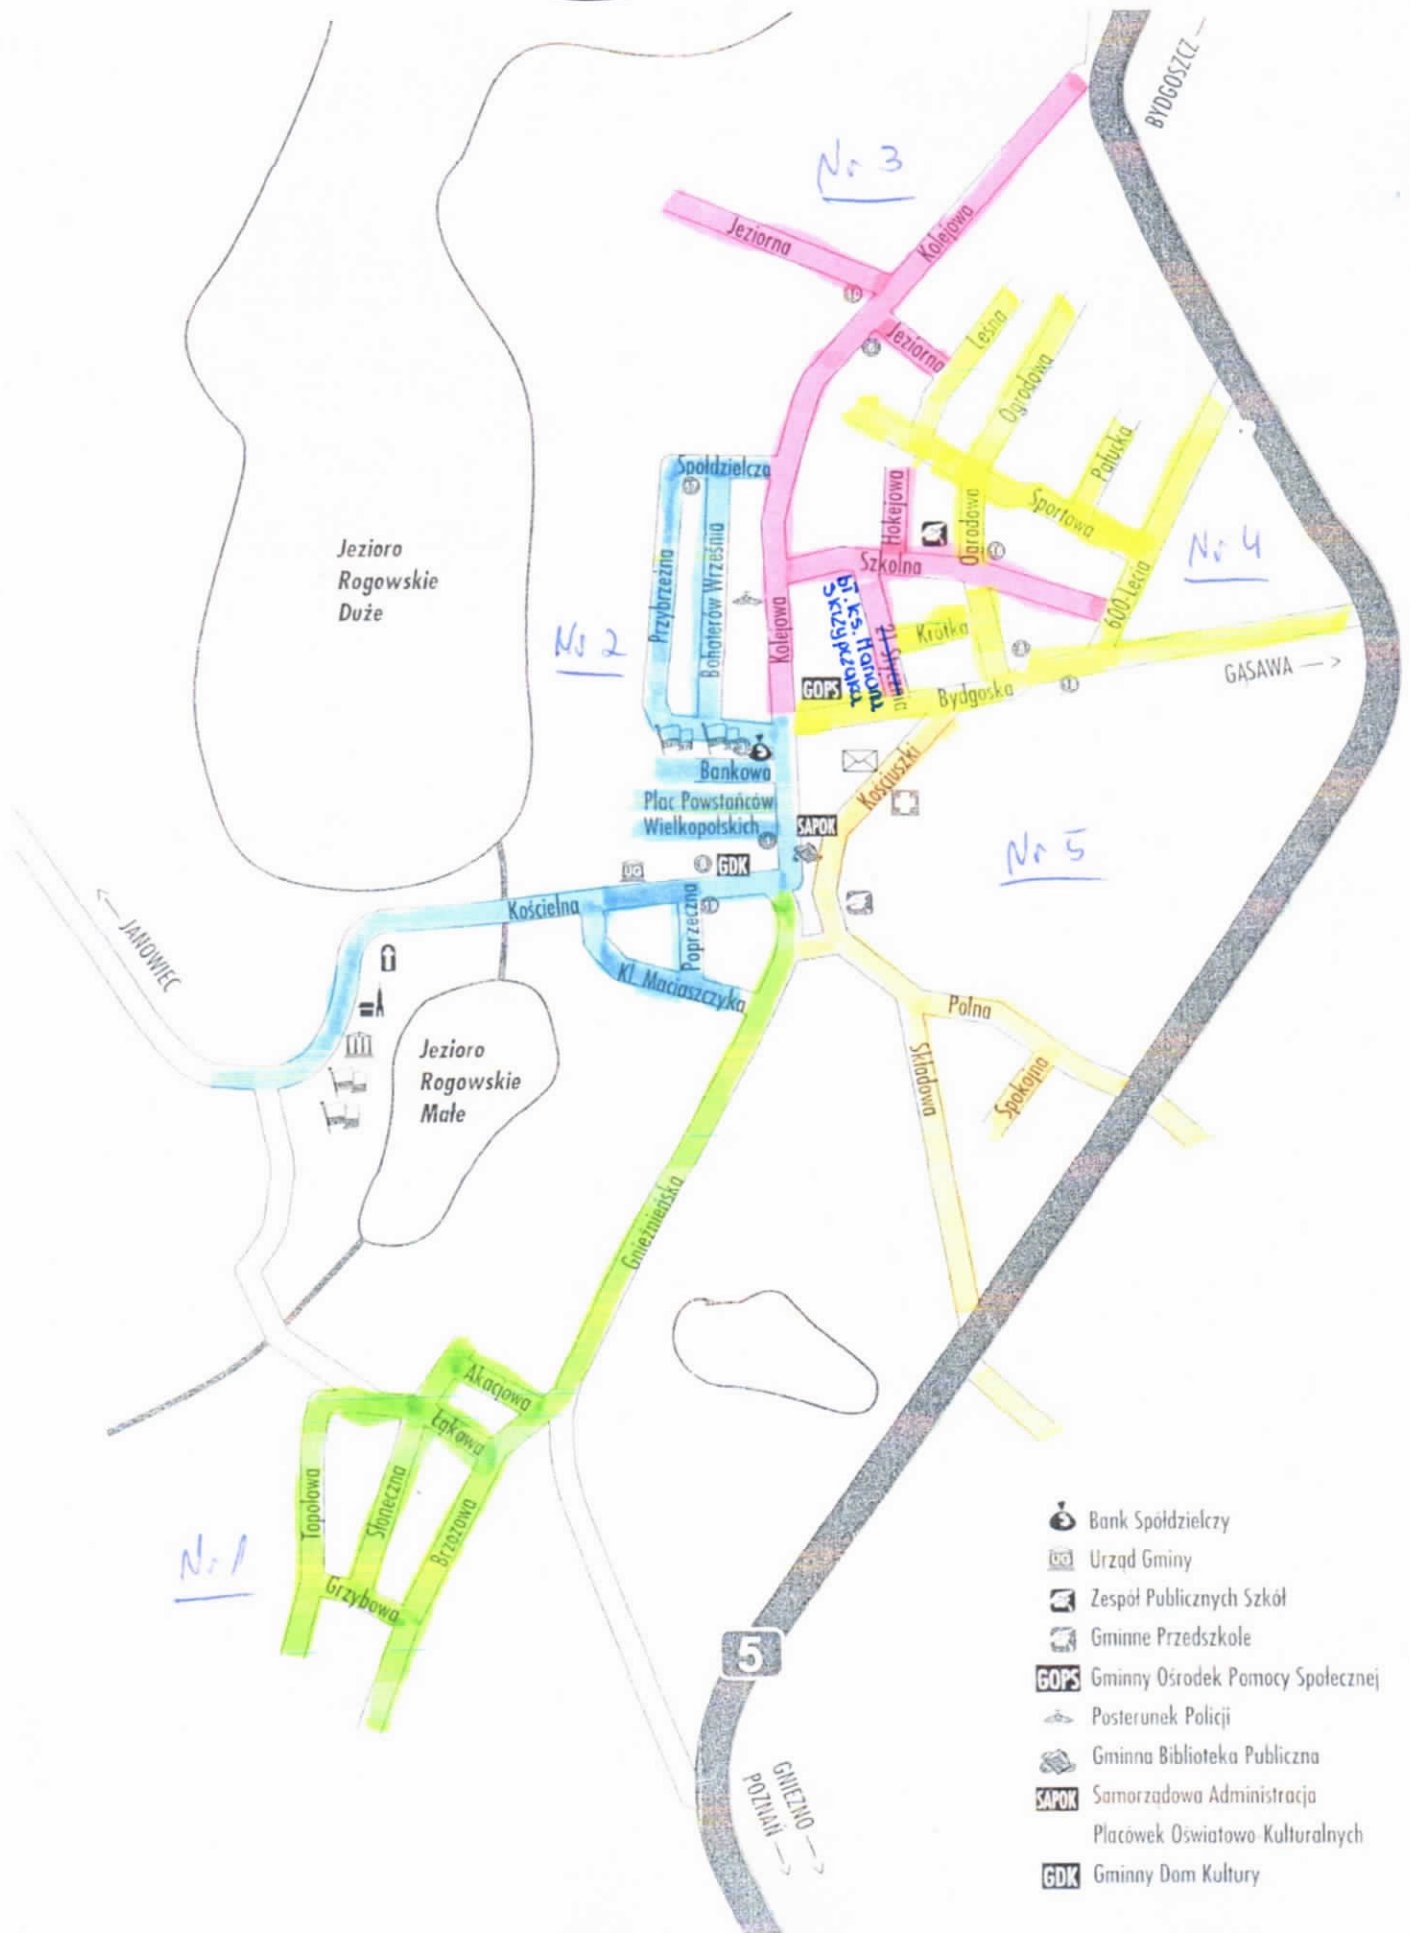 BYDGOSZCZ
Nr 3
Jeziorna
Kolejowa
Jeziorna
Leśna
Ogrodowa
Pałucka
Spółdzielcza
Hokejowa
Ogrodowa
Sportowa
Nr 4
Jezioro
Rogowskie
Duże
Przybrzeżna
Bohaterów Września
Kolejowa
Szkolna
bł. ks. Mariana
Skrzypczaka
21 Stycznia
Krótka
600-Lecia
Nr 2
GOPS
Bydgoska
GĄSAWA
Bankowa
Kościuszki
Plac Powstańców
Wielkopolskich
SAPOK
Nr 5
UG
GDK
Kościelna
Poprzeczna
JANOWIEC
Kl. Maciaszczyka
Polna
Jezioro
Rogowskie
Małe
Składowa
Spokojna
Gnieźnieńska
Akacjowa
Łąkowa
Topolowa
Słoneczna
Brzozowa
Nr 1
Grzybowa
5
GNIEZNO
POZNAŃ
Bank Spółdzielczy
UG Urząd Gminy
Zespół Publicznych Szkół
Gminne Przedszkole
GOPS Gminny Ośrodek Pomocy Społecznej
Posterunek Policji
Gminna Biblioteka Publiczna
SAPOK Samorządowa Administracja
Placówek Oświatowo-Kulturalnych
GDK Gminny Dom Kultury